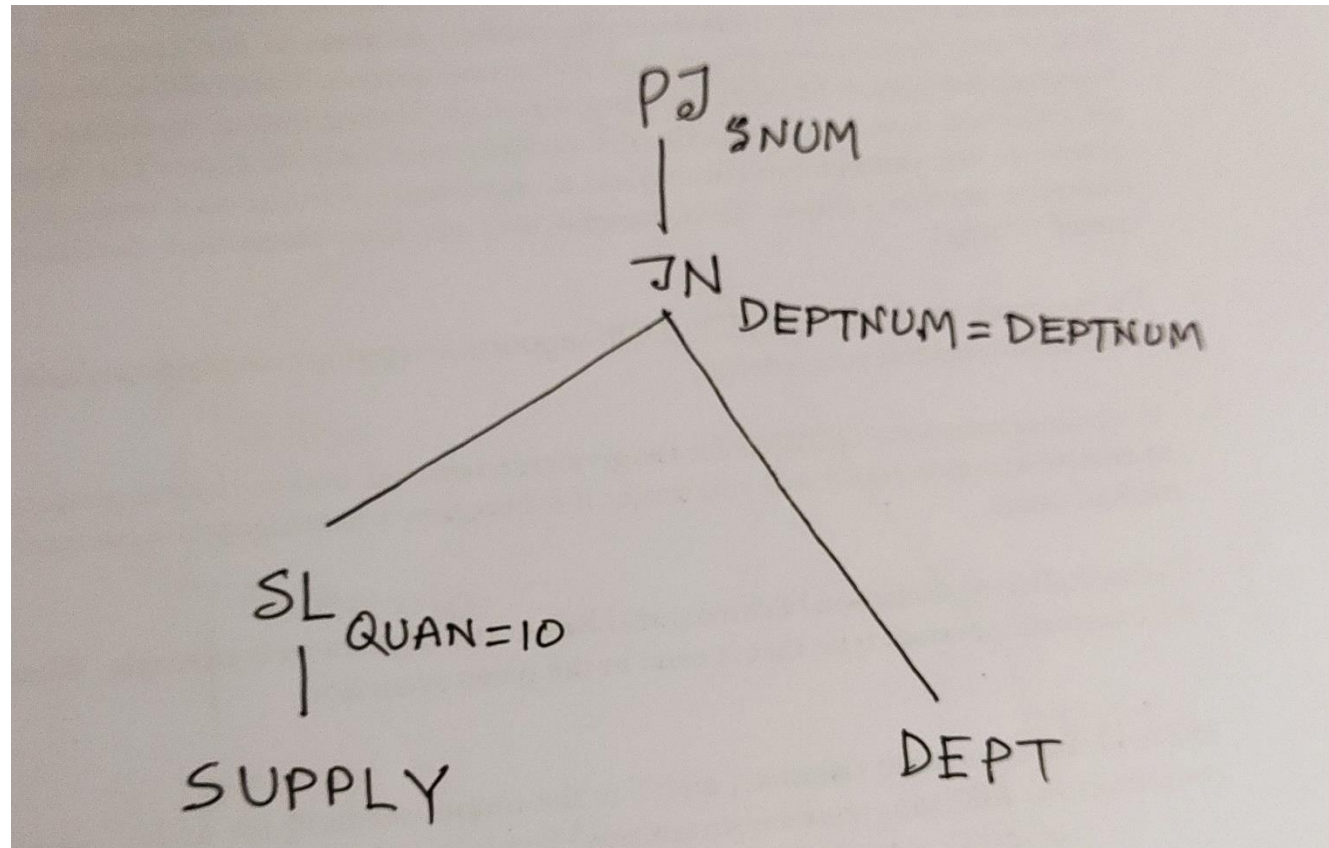 PJ SNUM
JN DEPTNUM = DEPTNUM
SL QUAN=10
SUPPLY
DEPT